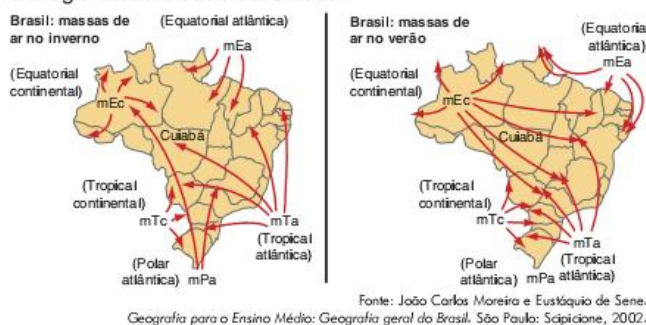 Brasil: massas de
ar no inverno
(Equatorial atlântica)
mEa
(Equatorial
continental)
mEc
Cuiabá
(Tropical
continental)
mTc
mTa
(Tropical
atlântica)
(Polar
atlântica)
mPa
Brasil: massas de
ar no verão
(Equatorial
atlântica)
mEa
(Equatorial
continental)
mEc
Cuiabá
(Tropical
continental)
mTc
mTa
(Tropical
atlântica)
(Polar
atlântica)
mPa
Fonte: João Carlos Moreira e Eustáquio de Sene.
Geografia para o Ensino Médio: Geografia geral do Brasil. São Paulo: Scipicione, 2002.